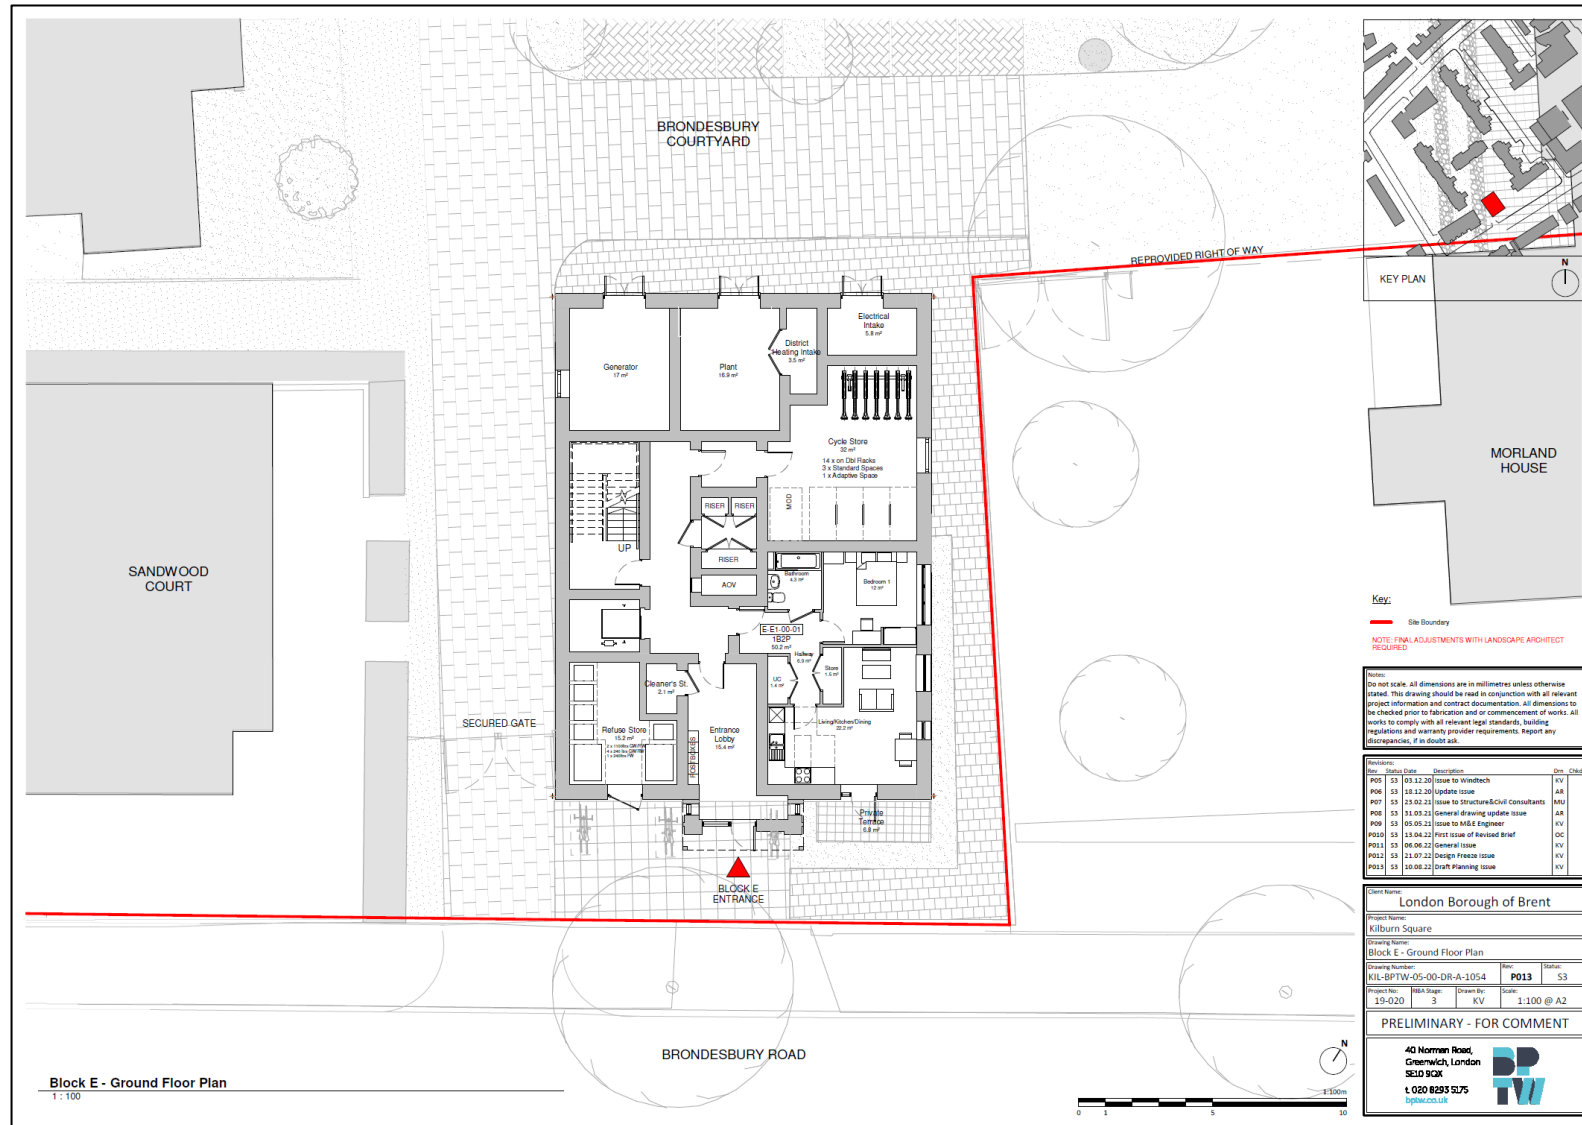 BRONDESBURY
COURTYARD
REPROVIDED RIGHT OF WAY
KEY PLAN
N
Generator
17 m²
Plant
16.9 m²
District
Heating Intake
3.5 m²
Electrical
Intake
5.8 m²
Cycle Store
32 m²
14 x on Dbl Racks
3 x Standard Spaces
1 x Adaptive Space
MOD
RISER
RISER
RISER
AOV
UP
SANDWOOD
COURT
MORLAND
HOUSE
Bathroom
4.3 m²
Bedroom 1
12 m²
E-E1-00-01
1B2P
50.2 m²
Hallway
6.9 m²
Store
1.5 m²
UC
1.4 m²
Living/Kitchen/Dining
22.2 m²
Cleaner's St.
2.1 m²
Refuse Store
15.2 m²
Entrance
Lobby
15.4 m²
POST BOXES
SECURED GATE
Private
Terrace
6.8 m²
BLOCK E
ENTRANCE
BRONDESBURY ROAD
Block E - Ground Floor Plan
1 : 100
N
1:100m
0 1 5 10
Key:
Site Boundary
NOTE: FINAL ADJUSTMENTS WITH LANDSCAPE ARCHITECT
REQUIRED.
Notes:
Do not scale. All dimensions are in millimetres unless otherwise
stated. This drawing should be read in conjunction with all relevant
project information and contract documentation. All dimensions to
be checked prior to fabrication and or commencement of works. All
works to comply with all relevant legal standards, building
regulations and warranty provider requirements. Report any
discrepancies, if in doubt ask.
Revisions:
Rev Status Date Description Drn Chkd
P05 S3 03.12.20 Issue to Windtech KV
P06 S3 18.12.20 Update Issue AR
P07 S3 23.02.21 Issue to Structure&Civil Consultants MU
P08 S3 31.03.21 General drawing update issue AR
P09 S3 05.05.21 Issue to M&E Engineer KV
P010 S3 13.04.22 First Issue of Revised Brief OC
P011 S3 06.06.22 General Issue KV
P012 S3 21.07.22 Design Freeze Issue KV
P013 S3 10.08.22 Draft Planning Issue KV
Client Name:
London Borough of Brent
Project Name:
Kilburn Square
Drawing Name:
Block E - Ground Floor Plan
Drawing Number: Rev: Status:
KIL-BPTW-05-00-DR-A-1054 P013 S3
Project No: RIBA Stage: Drawn By: Scale:
19-020 3 KV 1:100 @ A2
PRELIMINARY - FOR COMMENT
40 Norman Road,
Greenwich, London
SE10 9QX
t. 020 8293 5175
bptw.co.uk
BPTW